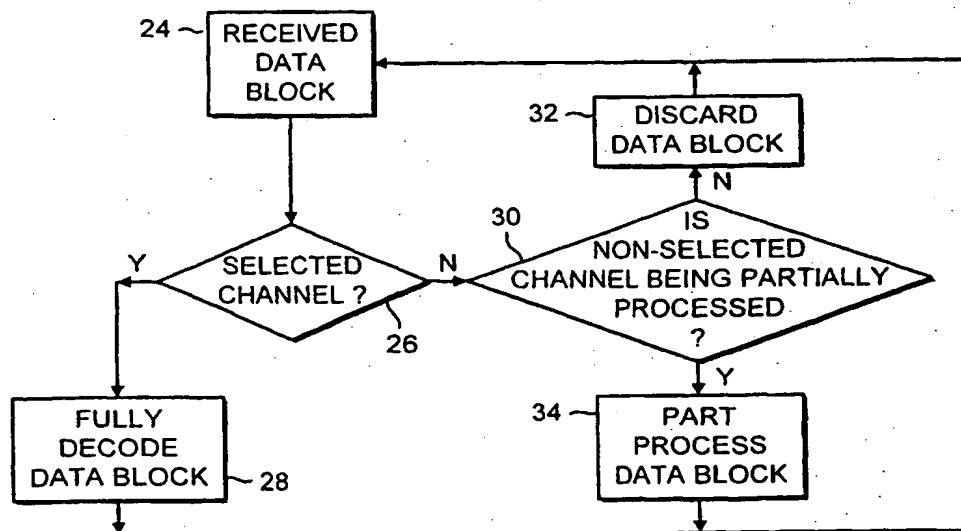 24
RECEIVED
DATA
BLOCK
32
DISCARD
DATA BLOCK
N
30
IS
NON-SELECTED
CHANNEL BEING PARTIALLY
PROCESSED
?
Y
SELECTED
CHANNEL ?
N
26
Y
FULLY
DECODE
DATA BLOCK
28
34
PART
PROCESS
DATA BLOCK